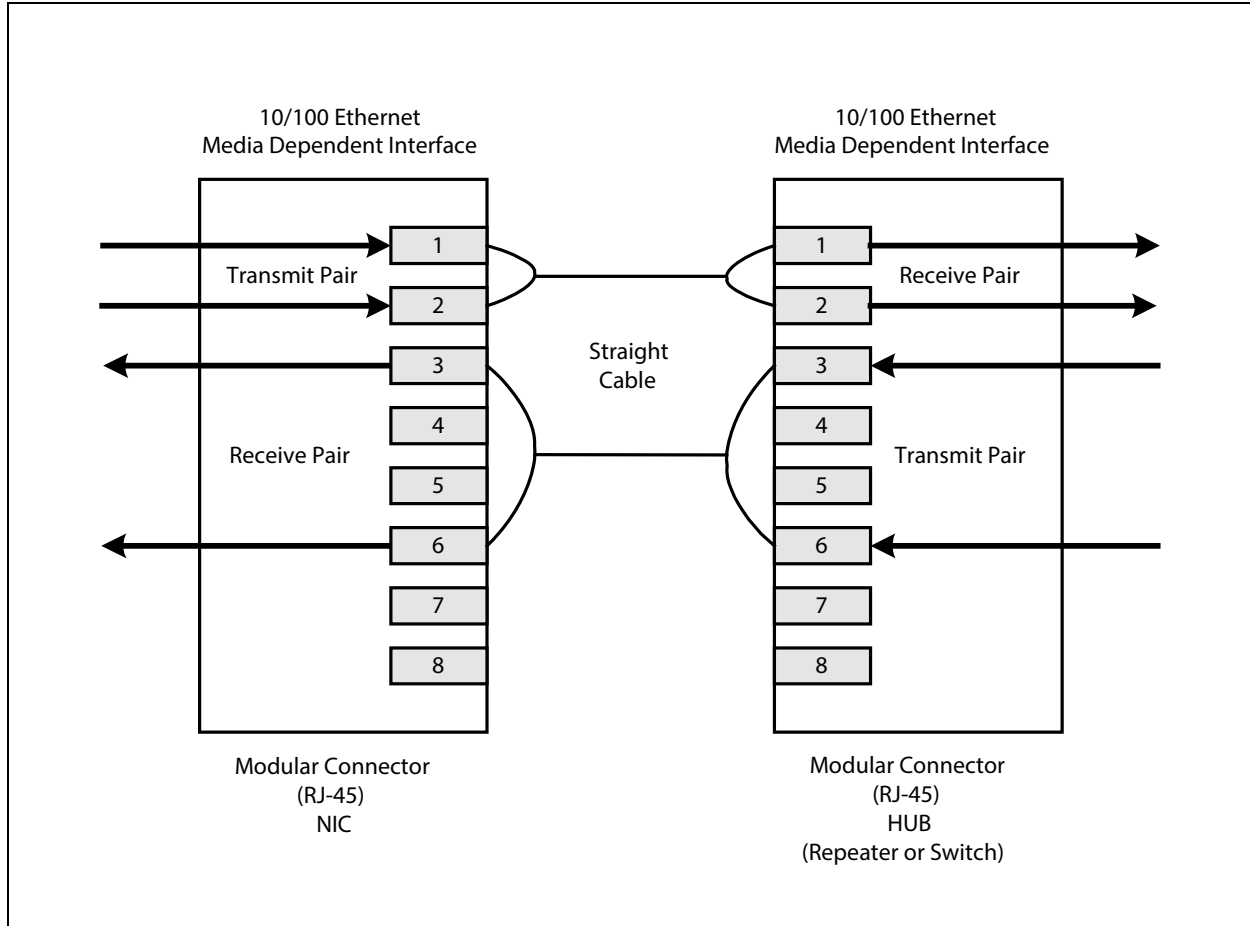 10/100 Ethernet
Media Dependent Interface
10/100 Ethernet
Media Dependent Interface
1
Transmit Pair
2
3
4
Receive Pair
5
6
7
8
Straight
Cable
1
Receive Pair
2
3
4
Transmit Pair
5
6
7
8
Modular Connector
(RJ-45)
NIC
Modular Connector
(RJ-45)
HUB
(Repeater or Switch)